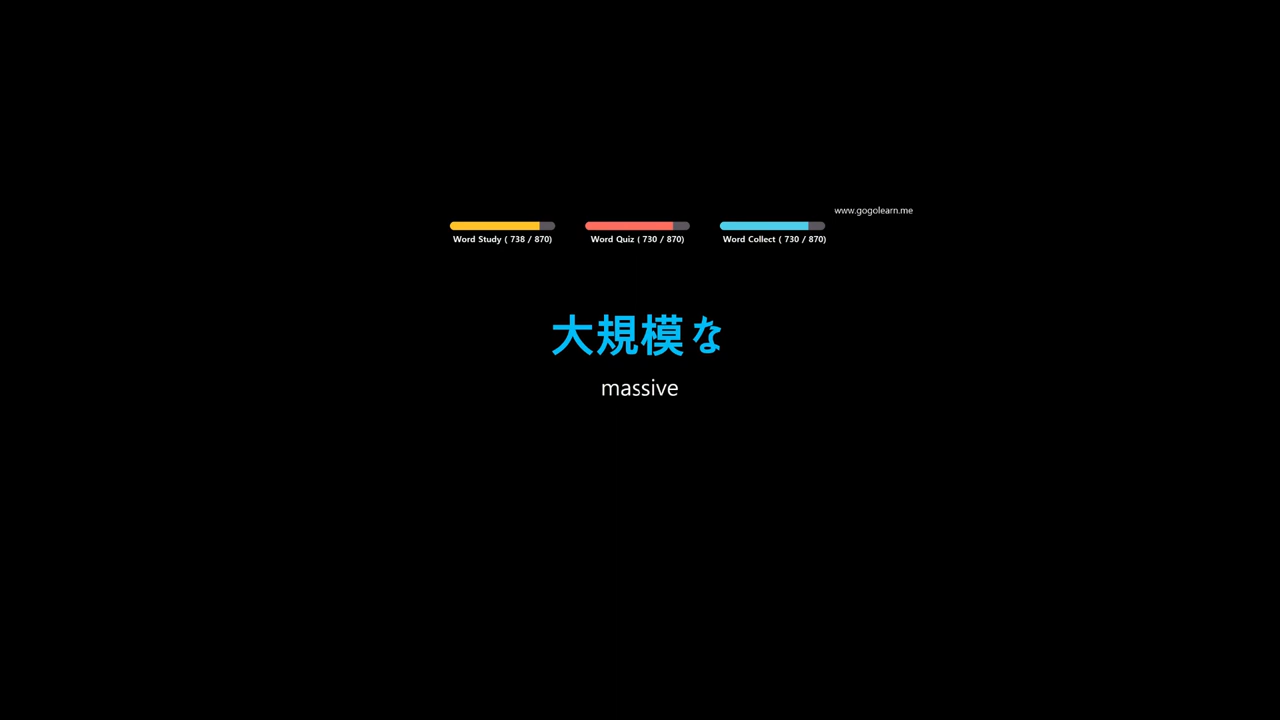 www.gogolearn.me
Word Study ( 738 / 870)
Word Quiz ( 730 / 870)
Word Collect ( 730 / 870)
大規模な
massive